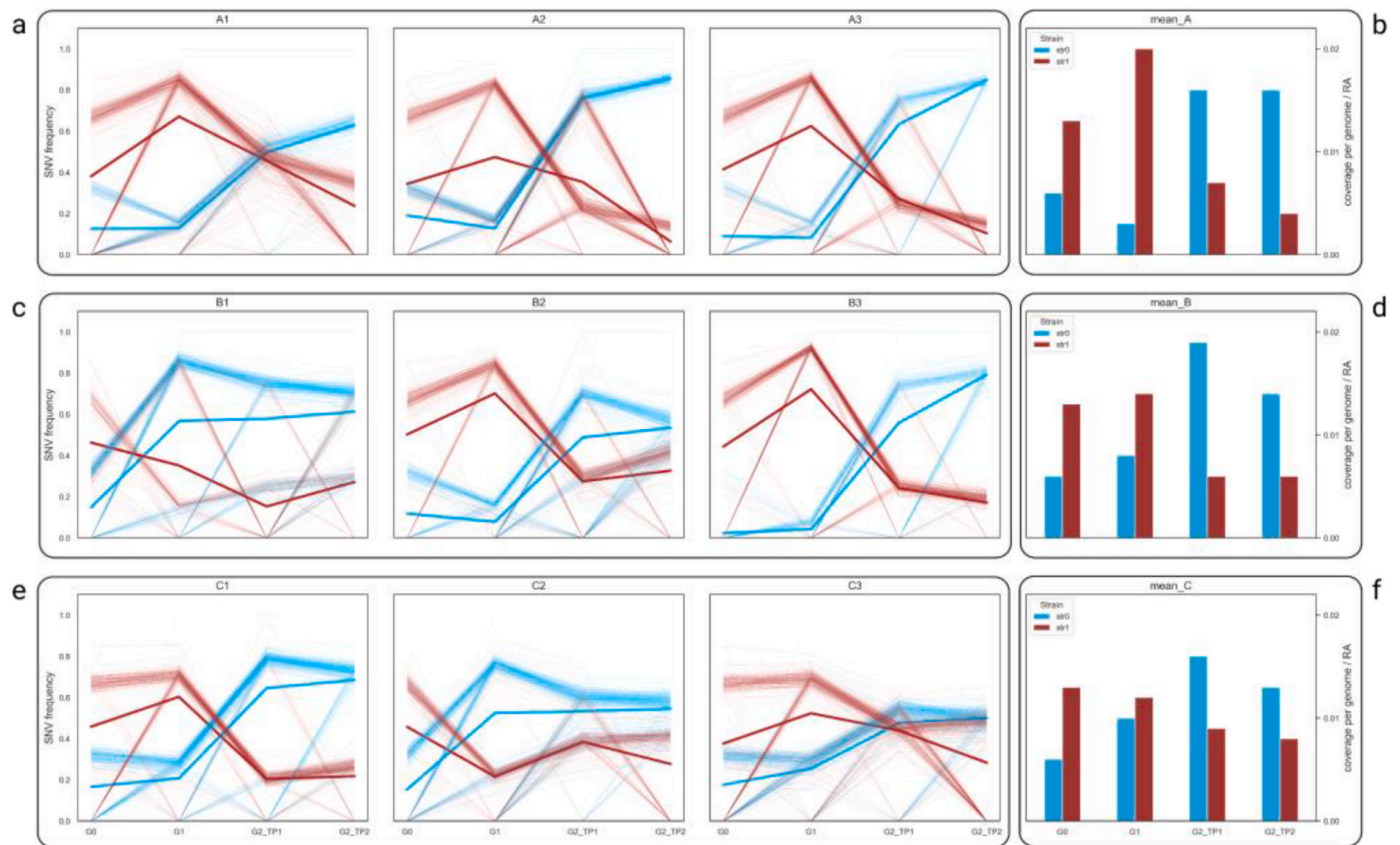 a
A1
A2
A3
mean_A
b
SNV frequency
1.0
0.8
0.6
0.4
0.2
0.0
Strain
str0
str1
0.02
0.01
0.00
coverage per genome / RA
c
B1
B2
B3
mean_B
d
SNV frequency
1.0
0.8
0.6
0.4
0.2
0.0
Strain
str0
str1
0.02
0.01
0.00
coverage per genome / RA
e
C1
C2
C3
mean_C
f
SNV frequency
1.0
0.8
0.6
0.4
0.2
0.0
Strain
str0
str1
0.02
0.01
0.00
coverage per genome / RA
G0 G1 G2_TP1 G2_TP2 G0 G1 G2_TP1 G2_TP2 G0 G1 G2_TP1 G2_TP2 G0 G1 G2_TP1 G2_TP2